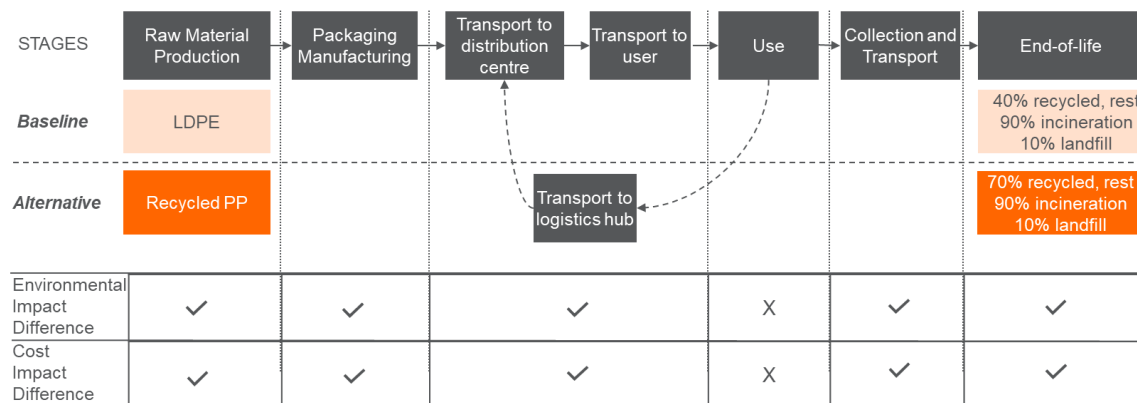 STAGES
Raw Material
Production
Packaging
Manufacturing
Transport to
distribution
centre
Transport to
user
Use
Collection and
Transport
End-of-life
Baseline
LDPE
40% recycled, rest
90% incineration
10% landfill
Alternative
Recycled PP
Transport to
logistics hub
70% recycled, rest
90% incineration
10% landfill
Environmental
Impact
Difference
X
Cost
Impact
Difference
X